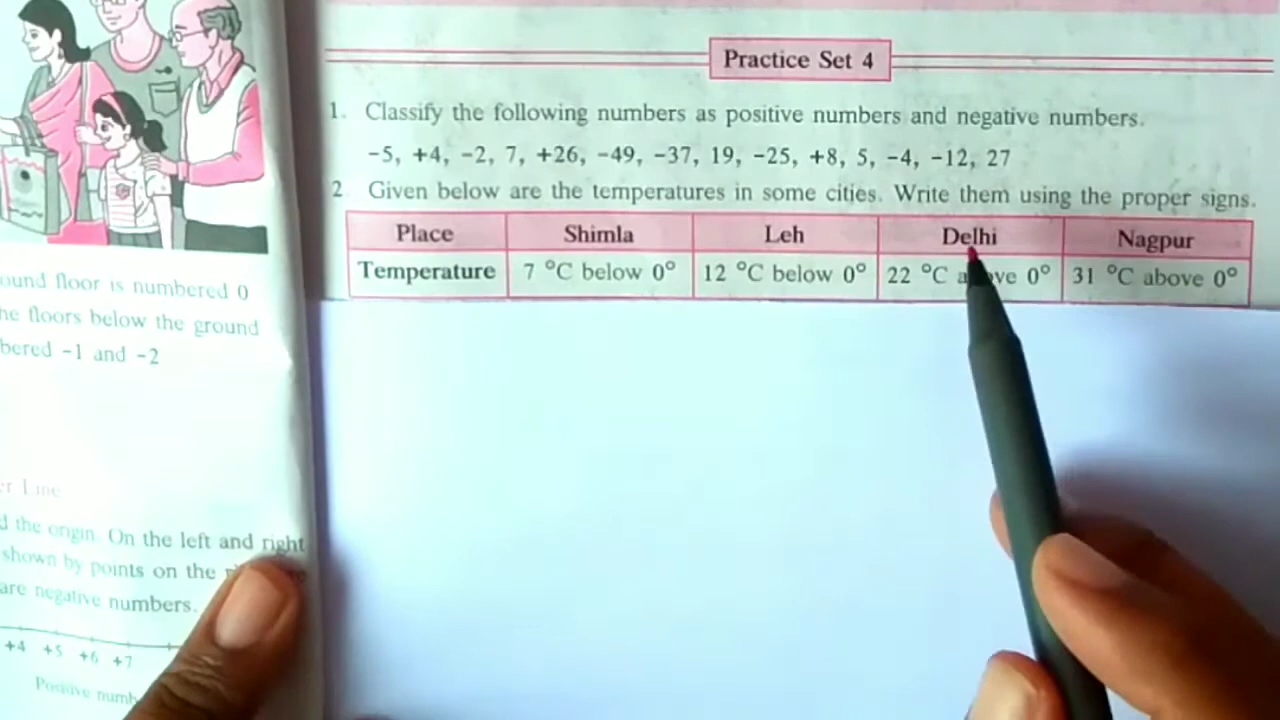 Practice Set 4
1. Classify the following numbers as positive numbers and negative numbers.
-5, +4, -2, 7, +26, -49, -37, 19, -25, +8, 5, -4, -12, 27
2. Given below are the temperatures in some cities. Write them using the proper signs.
Place Shimla Leh Delhi Nagpur
Temperature 7 °C below 0° 12 °C below 0° 22 °C above 0° 31 °C above 0°
floor is numbered 0
floors below the ground
-1 and -2
the origin. On the left and right
shown by points on the
are negative numbers.
+4 +5 +6 +7
Positive